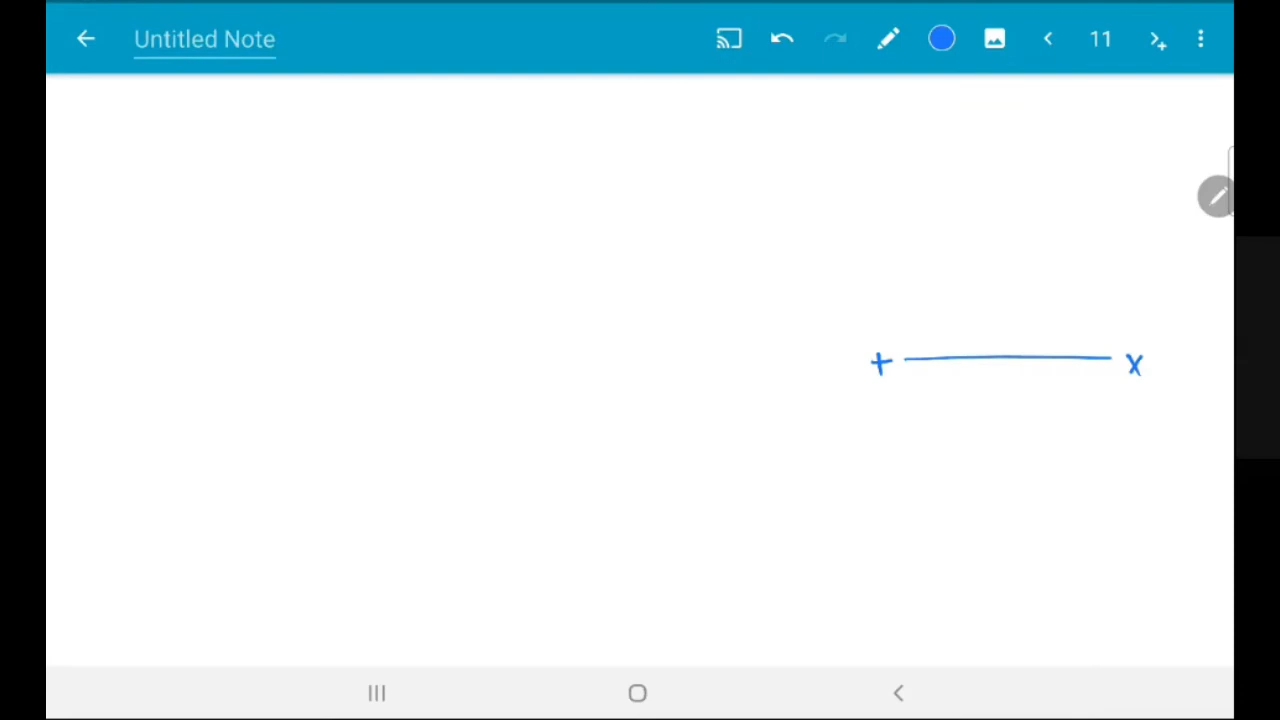 Untitled Note 11
+ — x